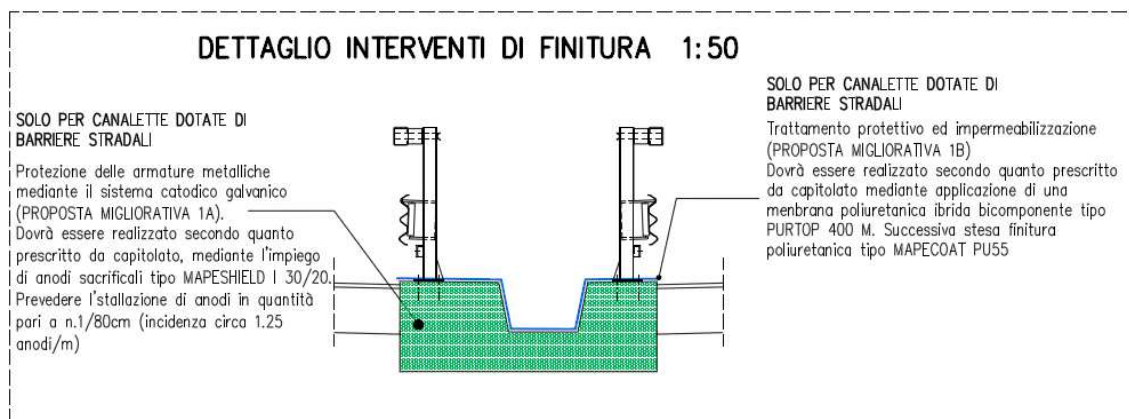 DETTAGLIO INTERVENTI DI FINITURA 1:50
SOLO PER CANALETTE DOTATE DI
BARRIERE STRADALI
Protezione delle armature metalliche
mediante il sistema catodico galvanico
(PROPOSTA MIGLIORATIVA 1A).
Dovrà essere realizzato secondo quanto
prescritto da capitolato, mediante l'impiego
di anodi sacrificali tipo MAPESHIELD I 30/20.
Prevedere l'stallazione di anodi in quantità
pari a n.1/80cm (incidenza circa 1.25
anodi/m)
SOLO PER CANALETTE DOTATE DI
BARRIERE STRADALI
Trattamento protettivo ed impermeabilizzazione
(PROPOSTA MIGLIORATIVA 1B)
Dovrà essere realizzato secondo quanto prescritto
da capitolato mediante applicazione di una
menbrana poliuretanica ibrida bicomponente tipo
PURTOP 400 M. Successiva stesa finitura
poliuretanica tipo MAPECOAT PU55